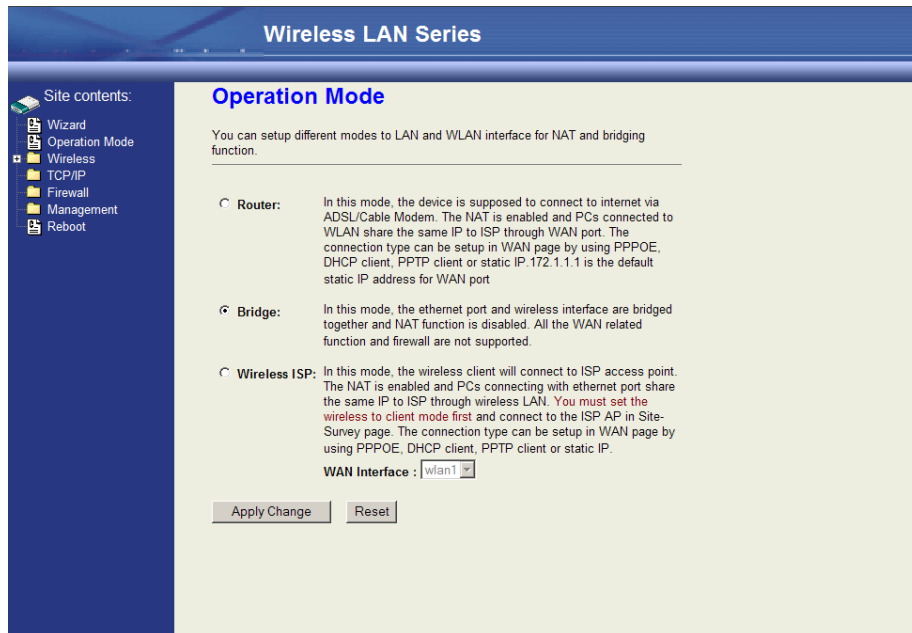 Wireless LAN Series
Site contents:
Wizard
Operation Mode
Wireless
TCP/IP
Firewall
Management
Reboot
Operation Mode
You can setup different modes to LAN and WLAN interface for NAT and bridging
function.
Router: In this mode, the device is supposed to connect to internet via
ADSL/Cable Modem. The NAT is enabled and PCs connected to
WLAN share the same IP to ISP through WAN port. The
connection type can be setup in WAN page by using PPPOE,
DHCP client, PPTP client or static IP.172.1.1.1 is the default
static IP address for WAN port
Bridge: In this mode, the ethernet port and wireless interface are bridged
together and NAT function is disabled. All the WAN related
function and firewall are not supported.
Wireless ISP: In this mode, the wireless client will connect to ISP access point.
The NAT is enabled and PCs connecting with ethernet port share
the same IP to ISP through wireless LAN. You must set the
wireless to client mode first and connect to the ISP AP in Site-
Survey page. The connection type can be setup in WAN page by
using PPPOE, DHCP client, PPTP client or static IP.
WAN Interface : wlan1
Apply Change Reset